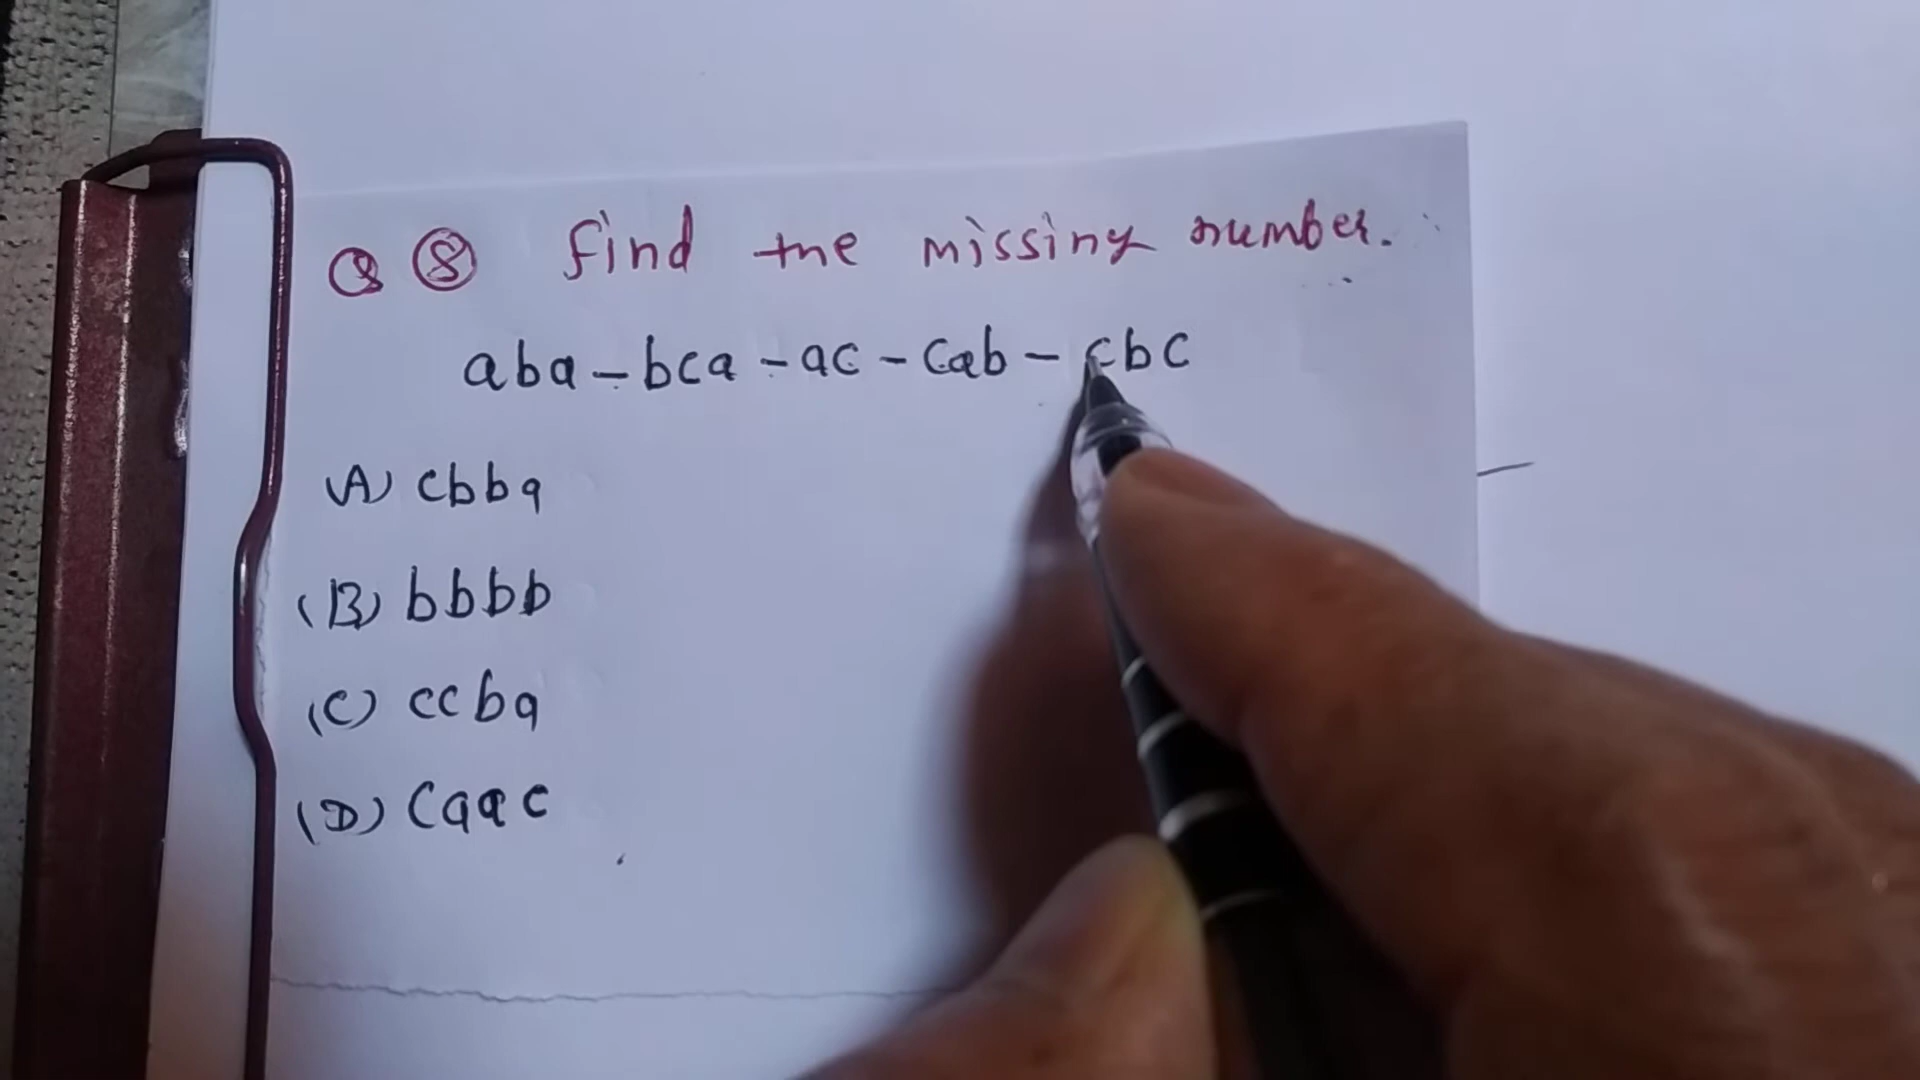 Q 8 Find the missing number.
aba - bca - ac - cab - cbc
(A) cbba
(B) bbbb
(C) ccba
(D) caac